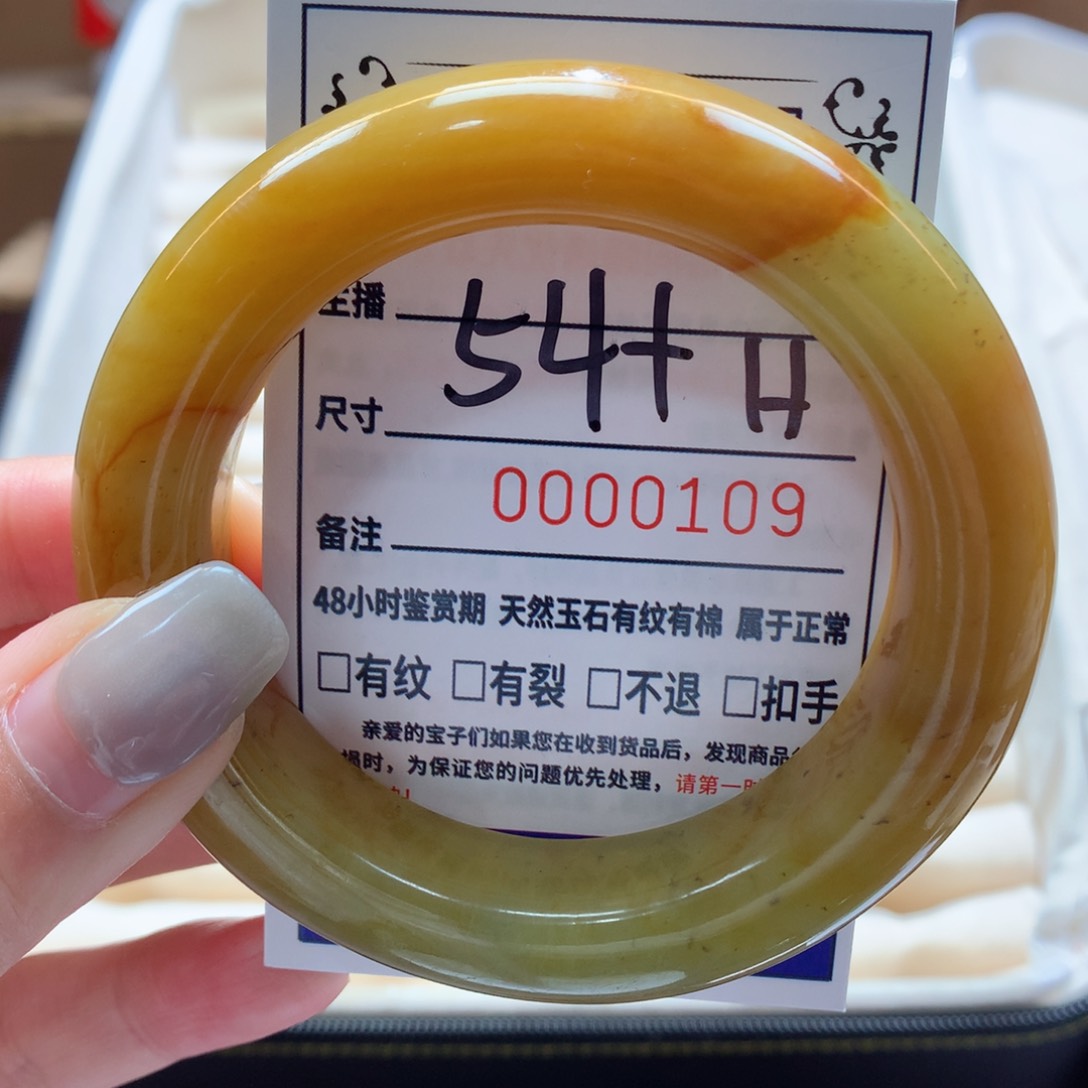 主播
54+ H
尺寸
0000109
备注
48小时鉴赏期 天然玉石有纹有棉 属于正常
□有纹 □有裂 □不退 □扣手
亲爱的宝子们如果您在收到货品后，发现商品
损时，为保证您的问题优先处理，请第一时